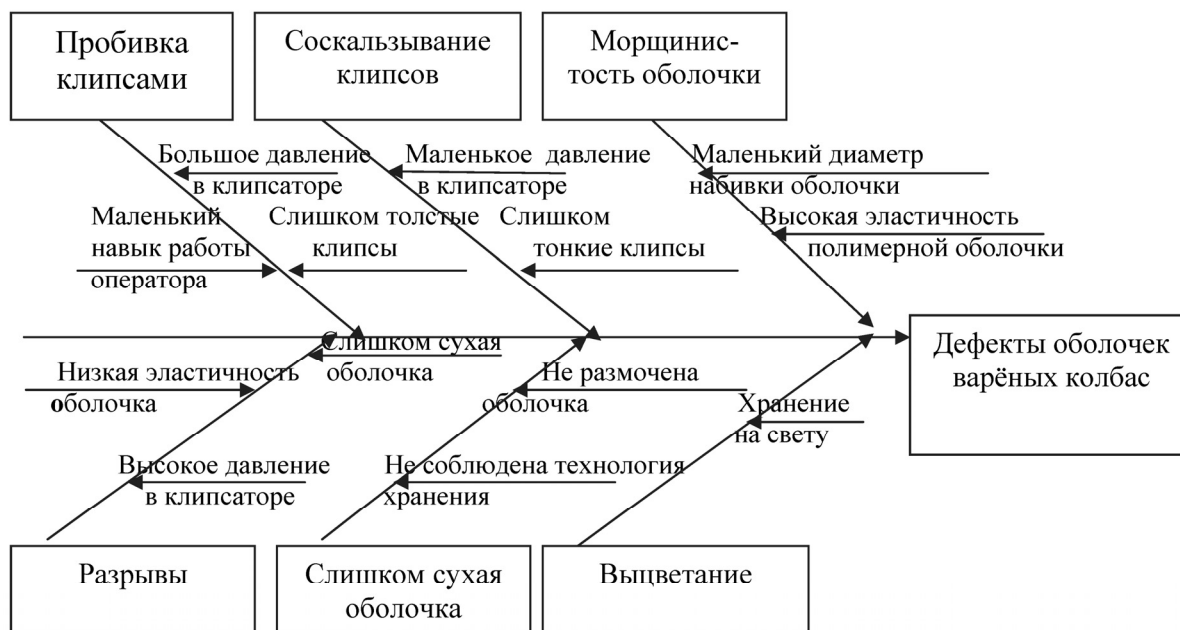 Пробивка
клипсами
Соскальзывание
клипсов
Морщинис-
тость оболочки
Большое давление
в клипсаторе
Маленькое давление
в клипсаторе
Маленький диаметр
набивки оболочки
Маленький
навык работы
оператора
Слишком толстые
клипсы
Слишком
тонкие клипсы
Высокая эластичность
полимерной оболочки
Слишком сухая
оболочка
Дефекты оболочек
варёных колбас
Низкая эластичность
оболочка
Не размочена
оболочка
Хранение
на свету
Высокое давление
в клипсаторе
Не соблюдена технология
хранения
Разрывы
Слишком сухая
оболочка
Выцветание